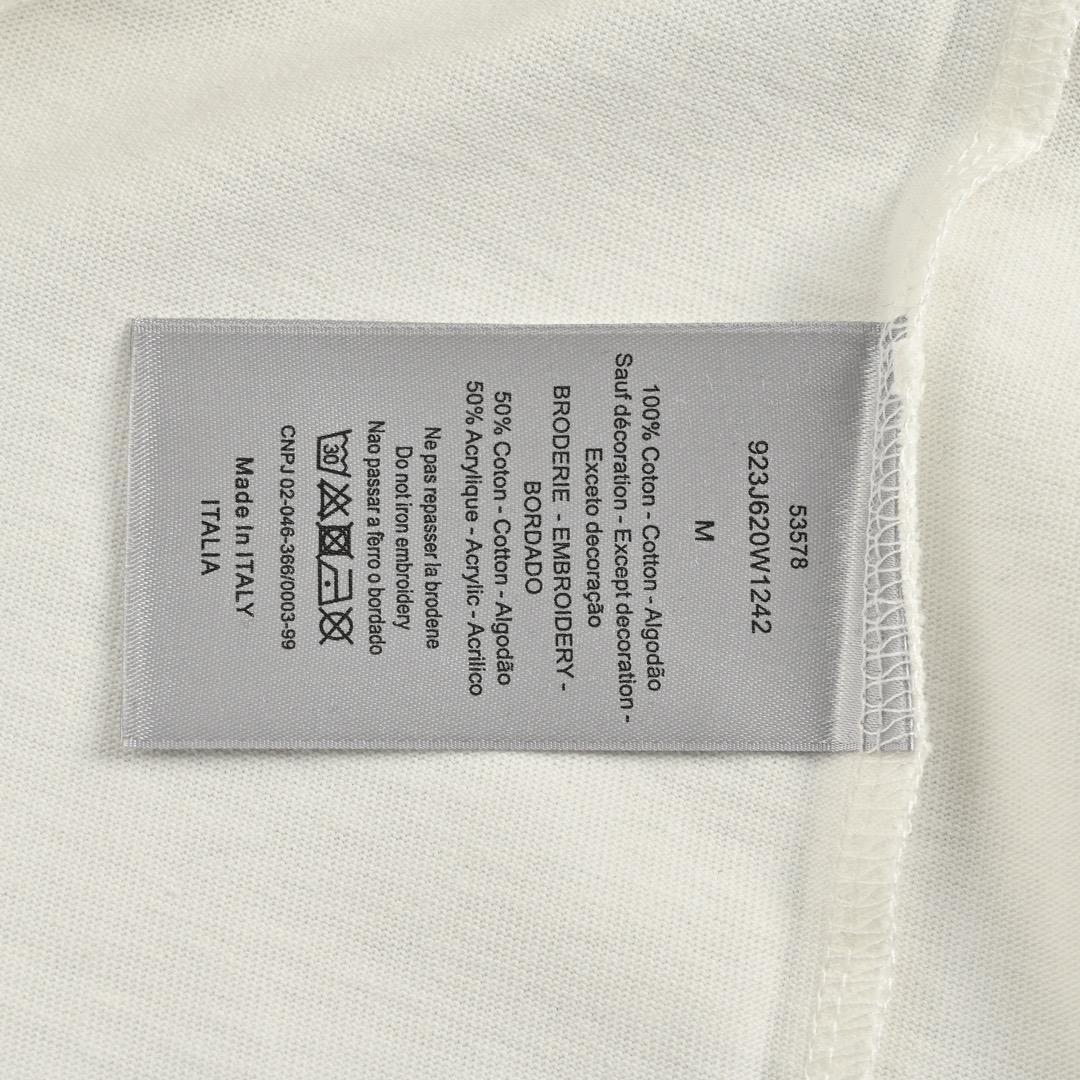 53578
923J620W1242
M
100% Coton - Cotton - Algodão
Sauf décoration - Except decoration -
Exceto decoração
BRODERIE - EMBROIDERY -
BORDADO
50% Coton - Cotton - Algodão
50% Acrylique - Acrylic - Acrilico
Ne pas repasser la brodene
Do not iron embroidery
Nao passar a ferro o bordado
30
CNPJ 02-046-366/0003-99
Made In ITALY
ITALIA